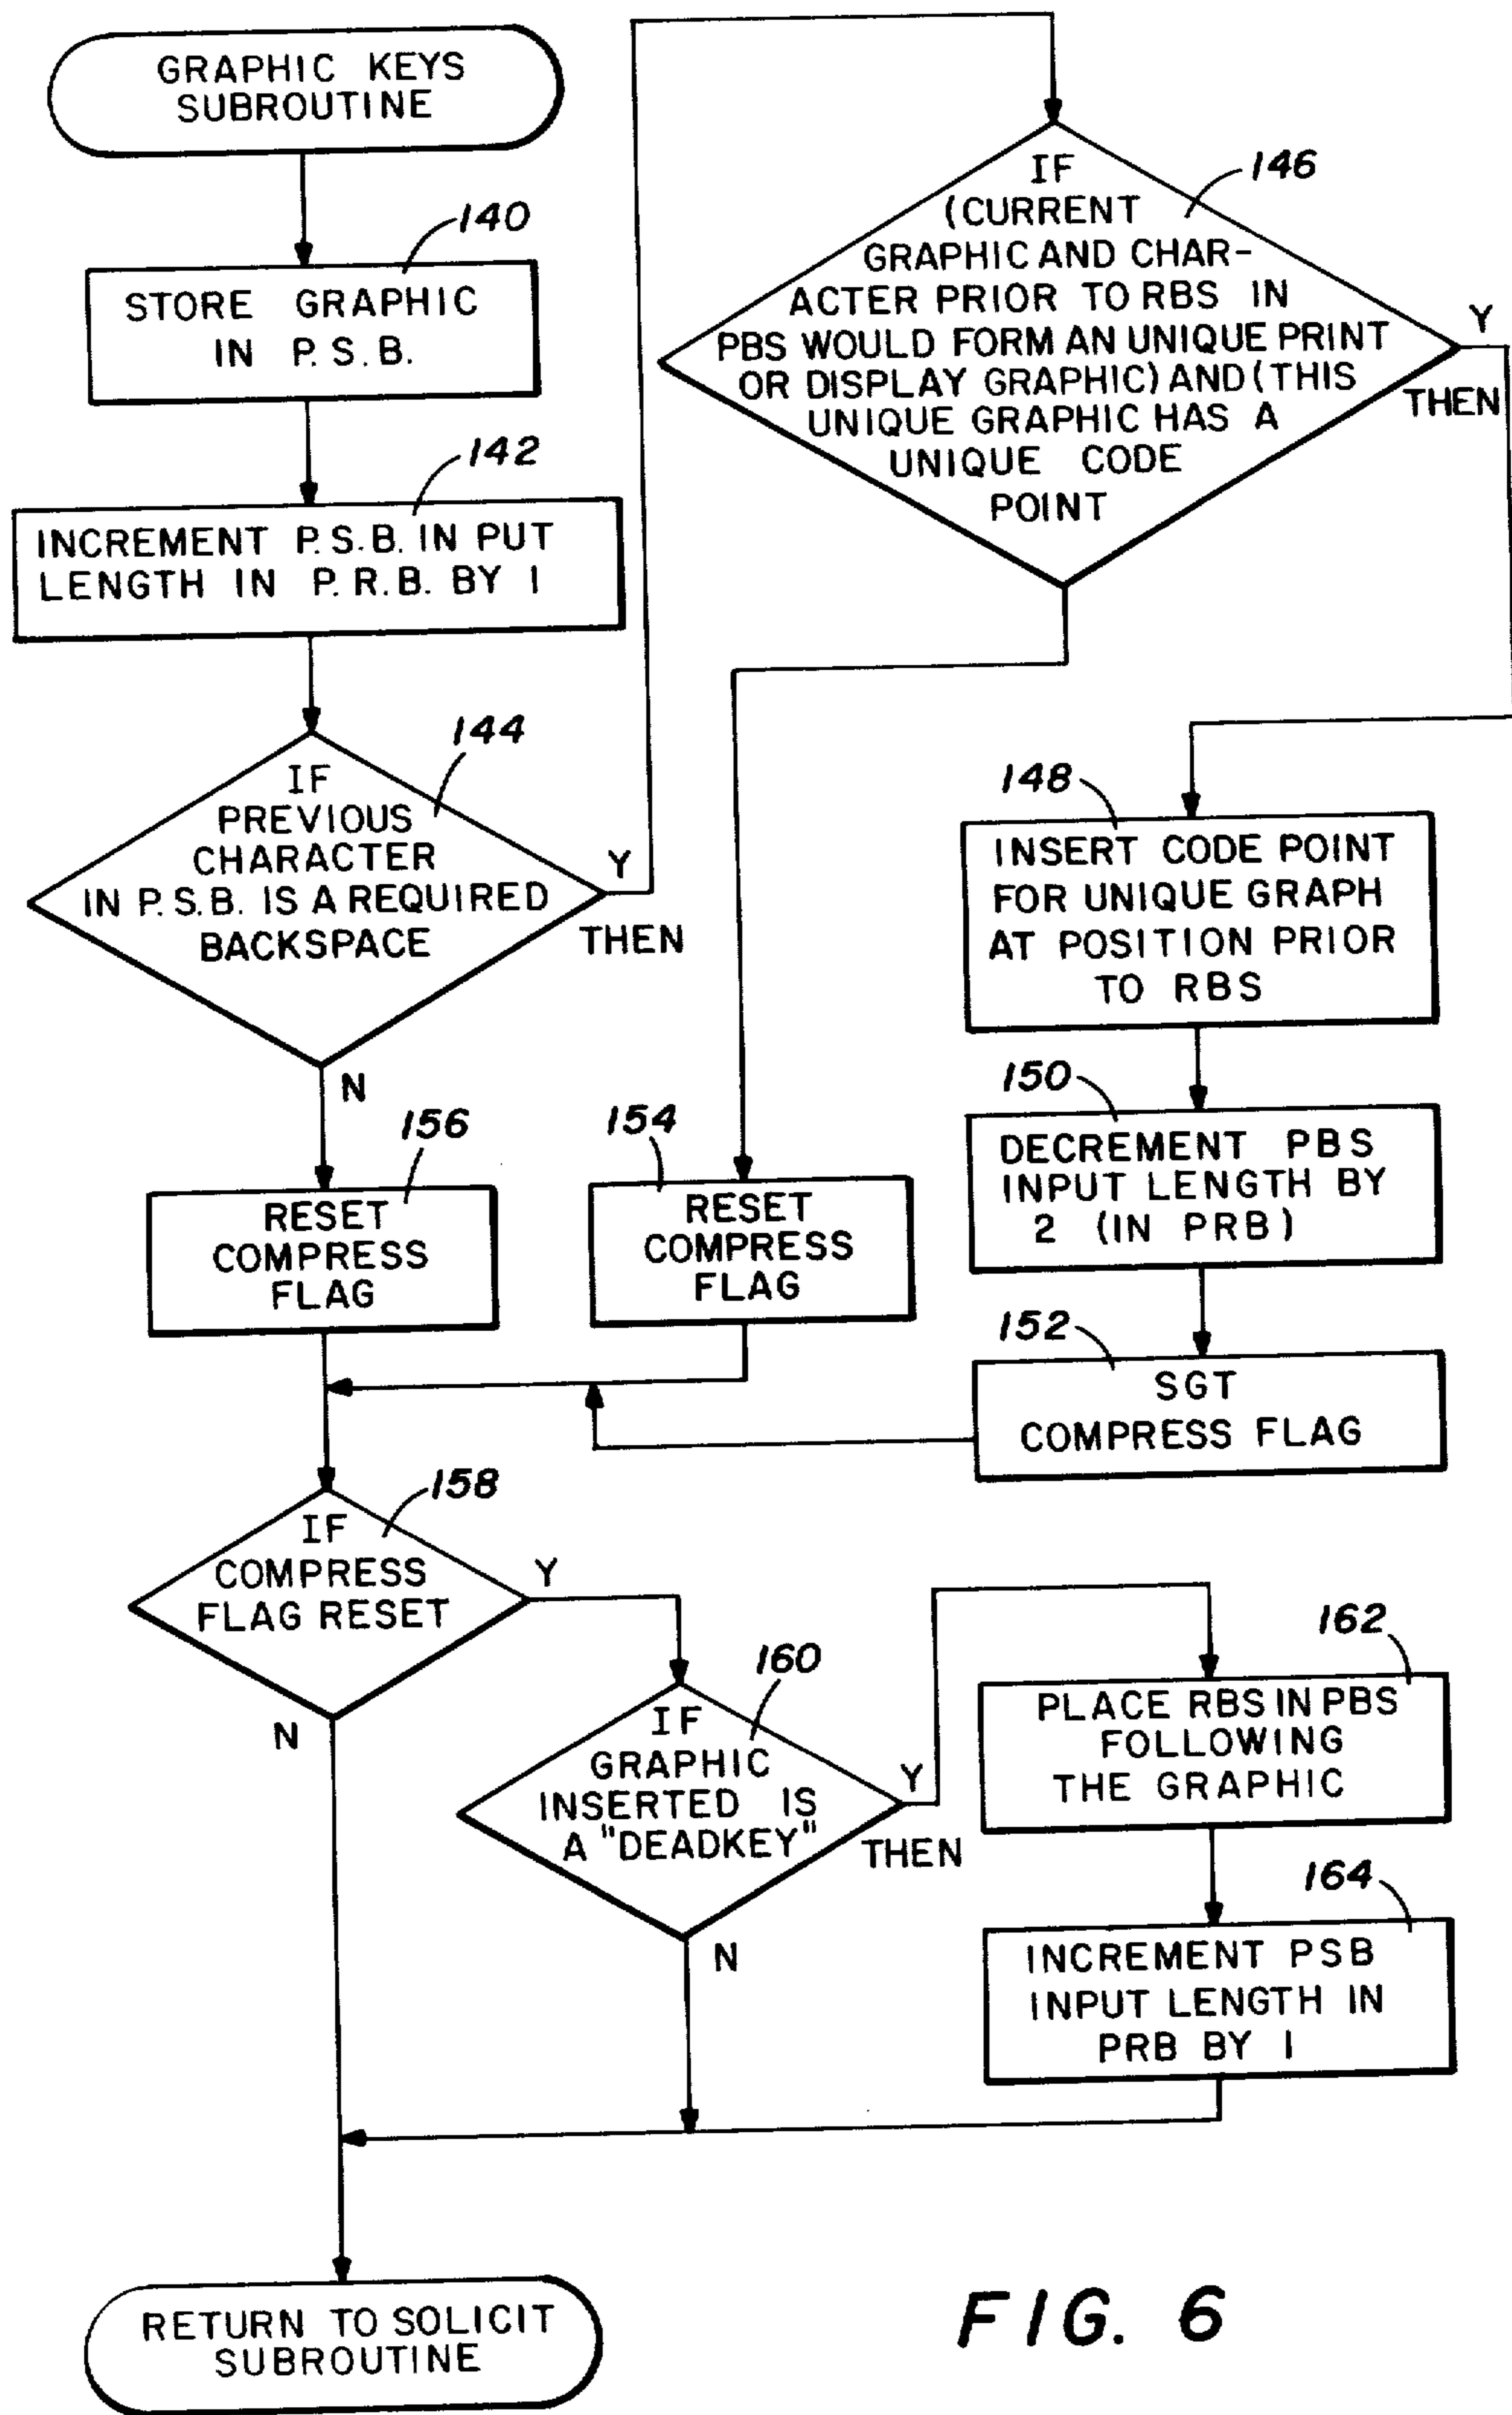 GRAPHIC KEYS
SUBROUTINE
140
STORE GRAPHIC
IN P.S.B.
142
INCREMENT P.S.B. IN PUT
LENGTH IN P.R.B. BY 1
144
IF
PREVIOUS
CHARACTER
IN P.S.B. IS A REQUIRED
BACKSPACE
Y
THEN
N
146
IF
(CURRENT
GRAPHIC AND CHAR-
ACTER PRIOR TO RBS IN
PBS WOULD FORM AN UNIQUE PRINT
OR DISPLAY GRAPHIC) AND (THIS
UNIQUE GRAPHIC HAS A
UNIQUE CODE
POINT
Y
THEN
148
INSERT CODE POINT
FOR UNIQUE GRAPH
AT POSITION PRIOR
TO RBS
150
DECREMENT PBS
INPUT LENGTH BY
2 (IN PRB)
152
SGT
COMPRESS FLAG
154
RESET
COMPRESS
FLAG
156
RESET
COMPRESS
FLAG
158
IF
COMPRESS
FLAG RESET
Y
N
160
IF
GRAPHIC
INSERTED IS
A "DEADKEY"
Y
THEN
N
162
PLACE RBS IN PBS
FOLLOWING
THE GRAPHIC
164
INCREMENT PSB
INPUT LENGTH IN
PRB BY 1
RETURN TO SOLICIT
SUBROUTINE
FIG. 6